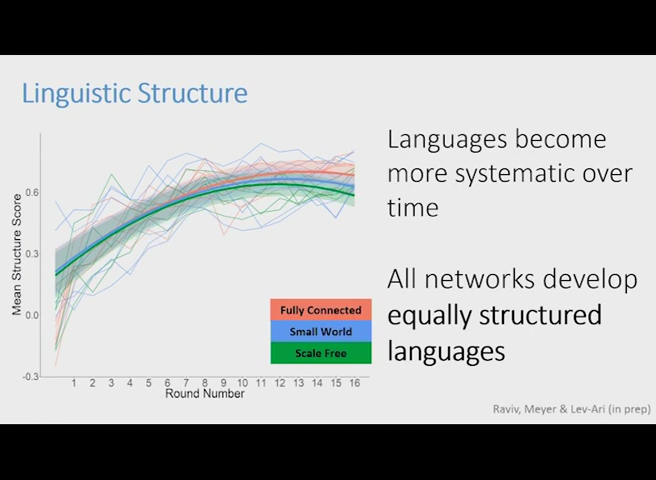 Linguistic Structure
Languages become
more systematic over
time
All networks develop
equally structured
languages
Mean Structure Score
0.6
0.3
0.0
-0.3
1 2 3 4 5 6 7 8 9 10 11 12 13 14 15 16
Round Number
Fully Connected
Small World
Scale Free
Raviv, Meyer & Lev-Ari (in prep)